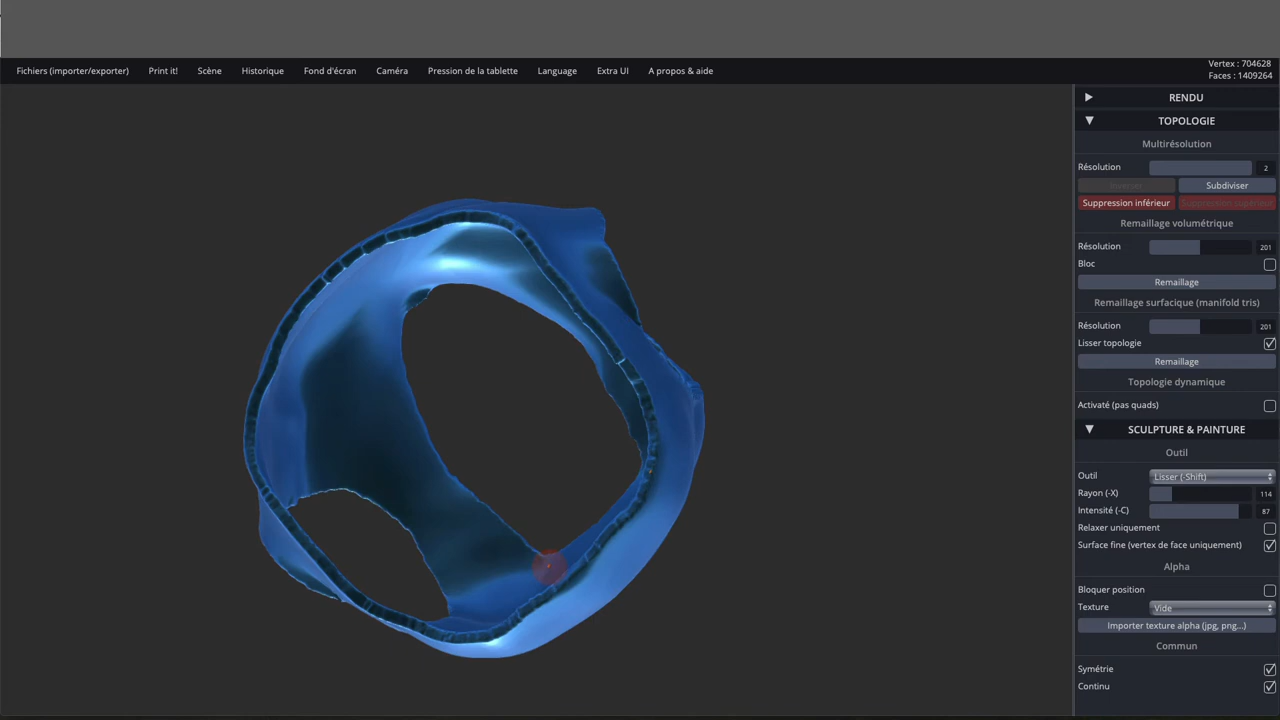 Fichiers (importer/exporter) Print it! Scène Historique Fond d'écran Caméra Pression de la tablette Language Extra UI A propos & aide
Vertex : 704628
Faces : 1409264
RENDU
TOPOLOGIE
Multirésolution
Résolution 2
Inverser Subdiviser
Suppression inférieur Suppression supérieur
Remaillage volumétrique
Résolution 201
Bloc
Remaillage
Remaillage surfacique (manifold tris)
Résolution 201
Lisser topologie
Remaillage
Topologie dynamique
Activaté (pas quads)
SCULPTURE & PAINTURE
Outil
Outil Lisser (-Shift)
Rayon (-X) 114
Intensité (-C) 87
Relaxer uniquement
Surface fine (vertex de face uniquement)
Alpha
Bloquer position
Texture Vide
Importer texture alpha (jpg, png...)
Commun
Symétrie
Continu